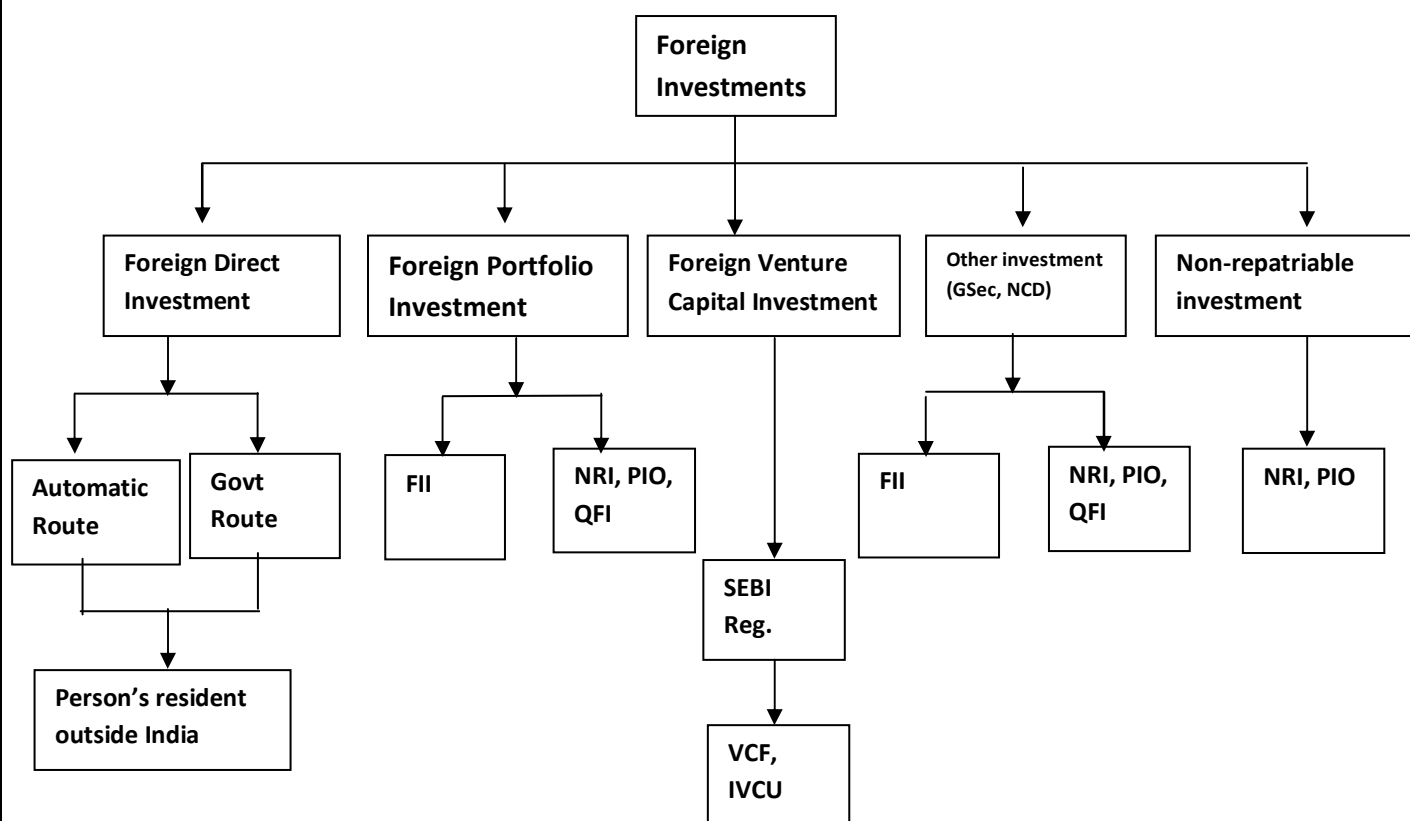 Foreign
Investments
Foreign Direct
Investment
Foreign Portfolio
Investment
Foreign Venture
Capital Investment
Other investment
(GSec, NCD)
Non-repatriable
investment
Automatic
Route
Govt
Route
FII
NRI, PIO,
QFI
FII
NRI, PIO,
QFI
NRI, PIO
SEBI
Reg.
Person’s resident
outside India
VCF,
IVCU